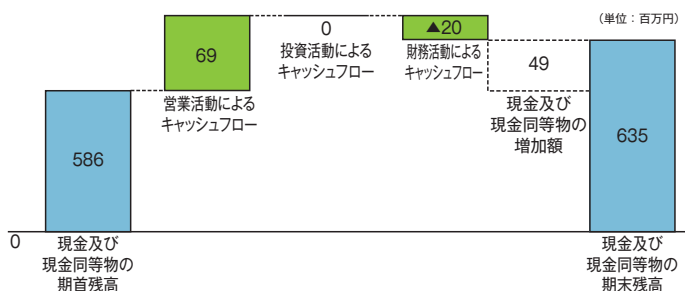 （単位：百万円）
586
現金及び
現金同等物の
期首残高
69
営業活動による
キャッシュフロー
0
投資活動による
キャッシュフロー
▲20
財務活動による
キャッシュフロー
49
現金及び
現金同等物の
増加額
635
現金及び
現金同等物の
期末残高
0